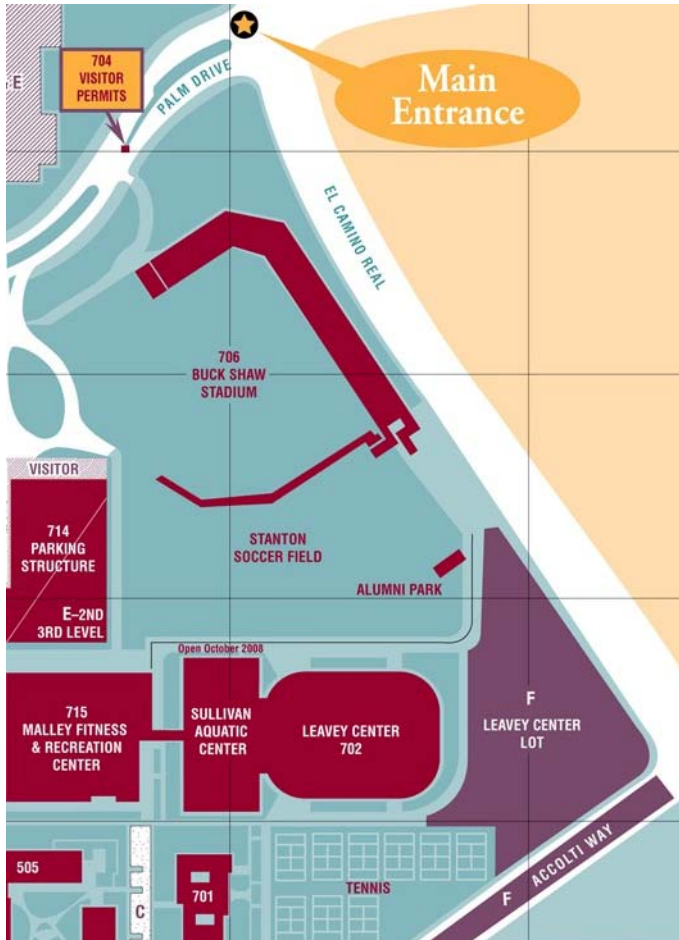 704
VISITOR
PERMITS
E
PALM DRIVE
Main
Entrance
EL CAMINO REAL
706
BUCK SHAW
STADIUM
VISITOR
714
PARKING
STRUCTURE
E–2ND
3RD LEVEL
STANTON
SOCCER FIELD
ALUMNI PARK
Open October 2008
715
MALLEY FITNESS
& RECREATION
CENTER
SULLIVAN
AQUATIC
CENTER
LEAVEY CENTER
702
F
LEAVEY CENTER
LOT
F ACCOLTI WAY
TENNIS
505
C
701